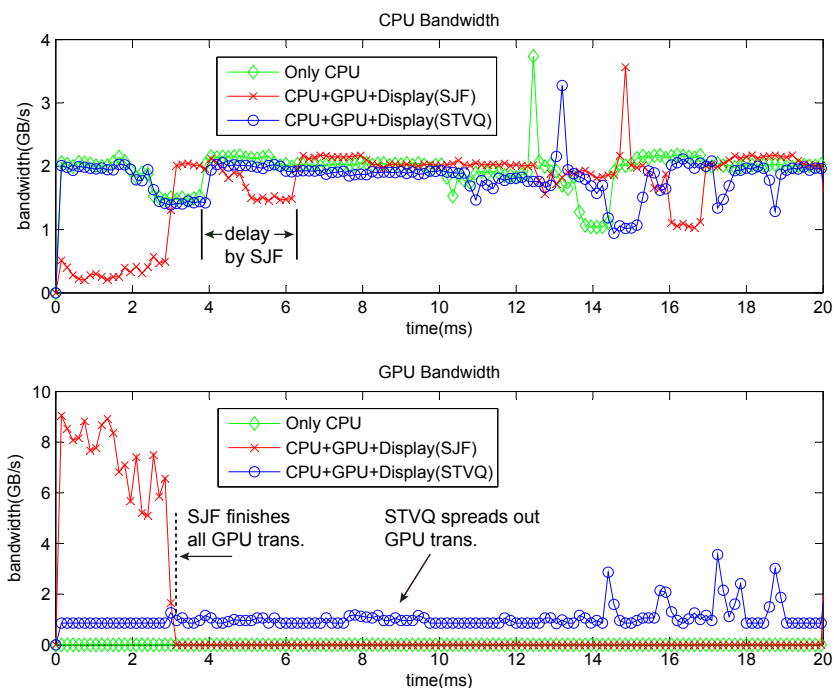 CPU Bandwidth
4
3
2
1
0
bandwidth(GB/s)
Only CPU
CPU+GPU+Display(SJF)
CPU+GPU+Display(STVQ)
delay
by SJF
0 2 4 6 8 10 12 14 16 18 20
time(ms)
GPU Bandwidth
10
8
6
4
2
0
bandwidth(GB/s)
Only CPU
CPU+GPU+Display(SJF)
CPU+GPU+Display(STVQ)
SJF finishes
all GPU trans.
STVQ spreads out
GPU trans.
0 2 4 6 8 10 12 14 16 18 20
time(ms)